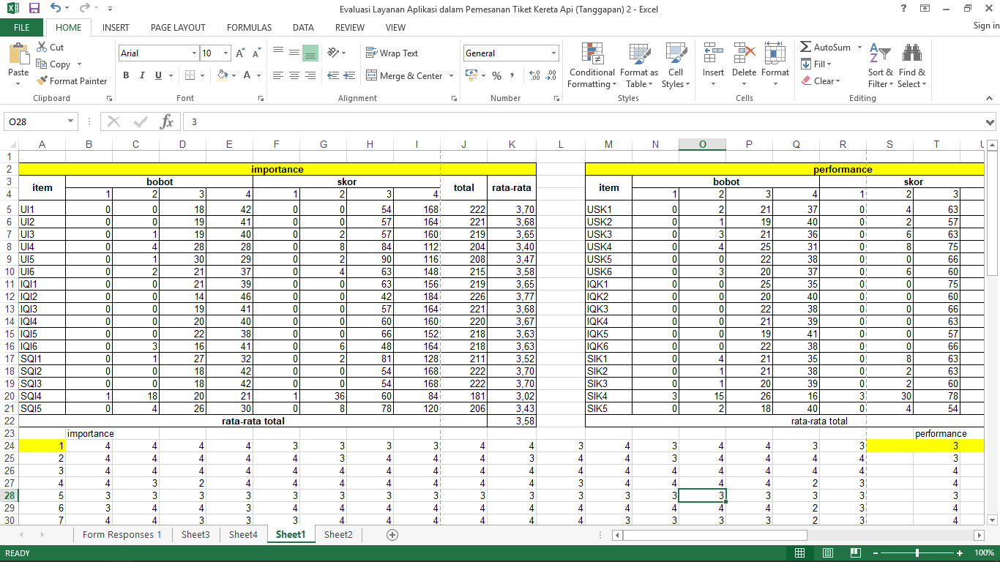 Evaluasi Layanan Aplikasi dalam Pemesanan Tiket Kereta Api (Tanggapan) 2 - Excel
FILE HOME INSERT PAGE LAYOUT FORMULAS DATA REVIEW VIEW Sign in
Paste Cut Copy Format Painter Clipboard
Arial 10 A A B I U A Font
Wrap Text Merge & Center Alignment
General % Number
Conditional Formatting Format as Table Cell Styles Styles
Insert Delete Format Cells
AutoSum Fill Clear Sort & Filter Find & Select Editing
O28 fx 3
A B C D E F G H I J K L M N O P Q R S T
1
2 importance performance
3 item bobot skor total rata-rata item bobot skor
4 1 2 3 4 1 2 3 4 1 2 3 4 1 2 3
5 UI1 0 0 18 42 0 0 54 168 222 3,70 USK1 0 2 21 37 0 4 63
6 UI2 0 0 19 41 0 0 57 164 221 3,68 USK2 0 1 19 40 0 2 57
7 UI3 0 1 19 40 0 2 57 160 219 3,65 USK3 0 3 21 36 0 6 63
8 UI4 0 4 28 28 0 8 84 112 204 3,40 USK4 0 4 25 31 0 8 75
9 UI5 0 1 30 29 0 2 90 116 208 3,47 USK5 0 0 22 38 0 0 66
10 UI6 0 2 21 37 0 4 63 148 215 3,58 USK6 0 3 20 37 0 6 60
11 IQI1 0 0 21 39 0 0 63 156 219 3,65 IQK1 0 0 25 35 0 0 75
12 IQI2 0 0 14 46 0 0 42 184 226 3,77 IQK2 0 0 20 40 0 0 60
13 IQI3 0 0 19 41 0 0 57 164 221 3,68 IQK3 0 0 22 38 0 0 66
14 IQI4 0 0 20 40 0 0 60 160 220 3,67 IQK4 0 0 21 39 0 0 63
15 IQI5 0 0 22 38 0 0 66 152 218 3,63 IQK5 0 0 19 41 0 0 57
16 IQI6 0 3 16 41 0 6 48 164 218 3,63 IQK6 0 0 22 38 0 0 66
17 SQI1 0 1 27 32 0 2 81 128 211 3,52 SIK1 0 4 21 35 0 8 63
18 SQI2 0 0 18 42 0 0 54 168 222 3,70 SIK2 0 1 21 38 0 2 63
19 SQI3 0 0 18 42 0 0 54 168 222 3,70 SIK3 0 1 20 39 0 2 60
20 SQI4 1 18 20 21 1 36 60 84 181 3,02 SIK4 3 15 26 16 3 30 78
21 SQI5 0 4 26 30 0 8 78 120 206 3,43 SIK5 0 2 18 40 0 4 54
22 rata-rata total 3,58 rata-rata total
23 importance performance
24 1 4 4 4 4 3 3 3 3 4 4 3 4 3 4 4 3 3 3
25 2 4 4 4 4 4 3 4 4 4 3 4 4 3 4 4 4 4 3
26 3 4 4 4 4 4 4 4 4 4 4 4 4 4 4 4 4 4 4
27 4 4 3 2 4 4 4 4 4 4 4 3 4 4 4 4 2 3 4
28 5 3 3 3 3 3 3 3 3 3 3 3 3 3 3 3 3 3 3
29 6 3 4 4 3 4 4 4 4 4 4 4 4 4 4 4 2 3 4
30 7 4 4 3 3 3 4 4 4 4 4 4 3 3 3 3 2 3 4
Form Responses 1 Sheet3 Sheet4 Sheet1 Sheet2
READY 100%